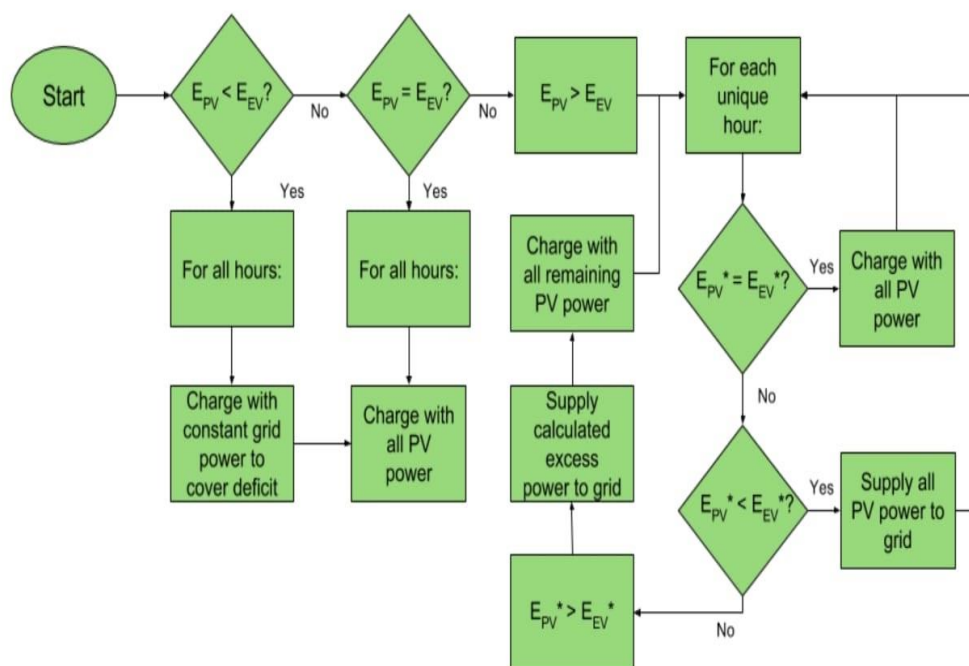 Start
E_PV < E_EV?
No
E_PV = E_EV?
No
E_PV > E_EV
For each
unique
hour:
Yes
Yes
For all hours:
For all hours:
Charge with
all remaining
PV power
E_PV* = E_EV*?
Yes
Charge with
all PV
power
No
Charge with
constant grid
power to
cover deficit
Charge with
all PV
power
Supply
calculated
excess
power to grid
E_PV* < E_EV*?
Yes
Supply all
PV power to
grid
E_PV* > E_EV*
No